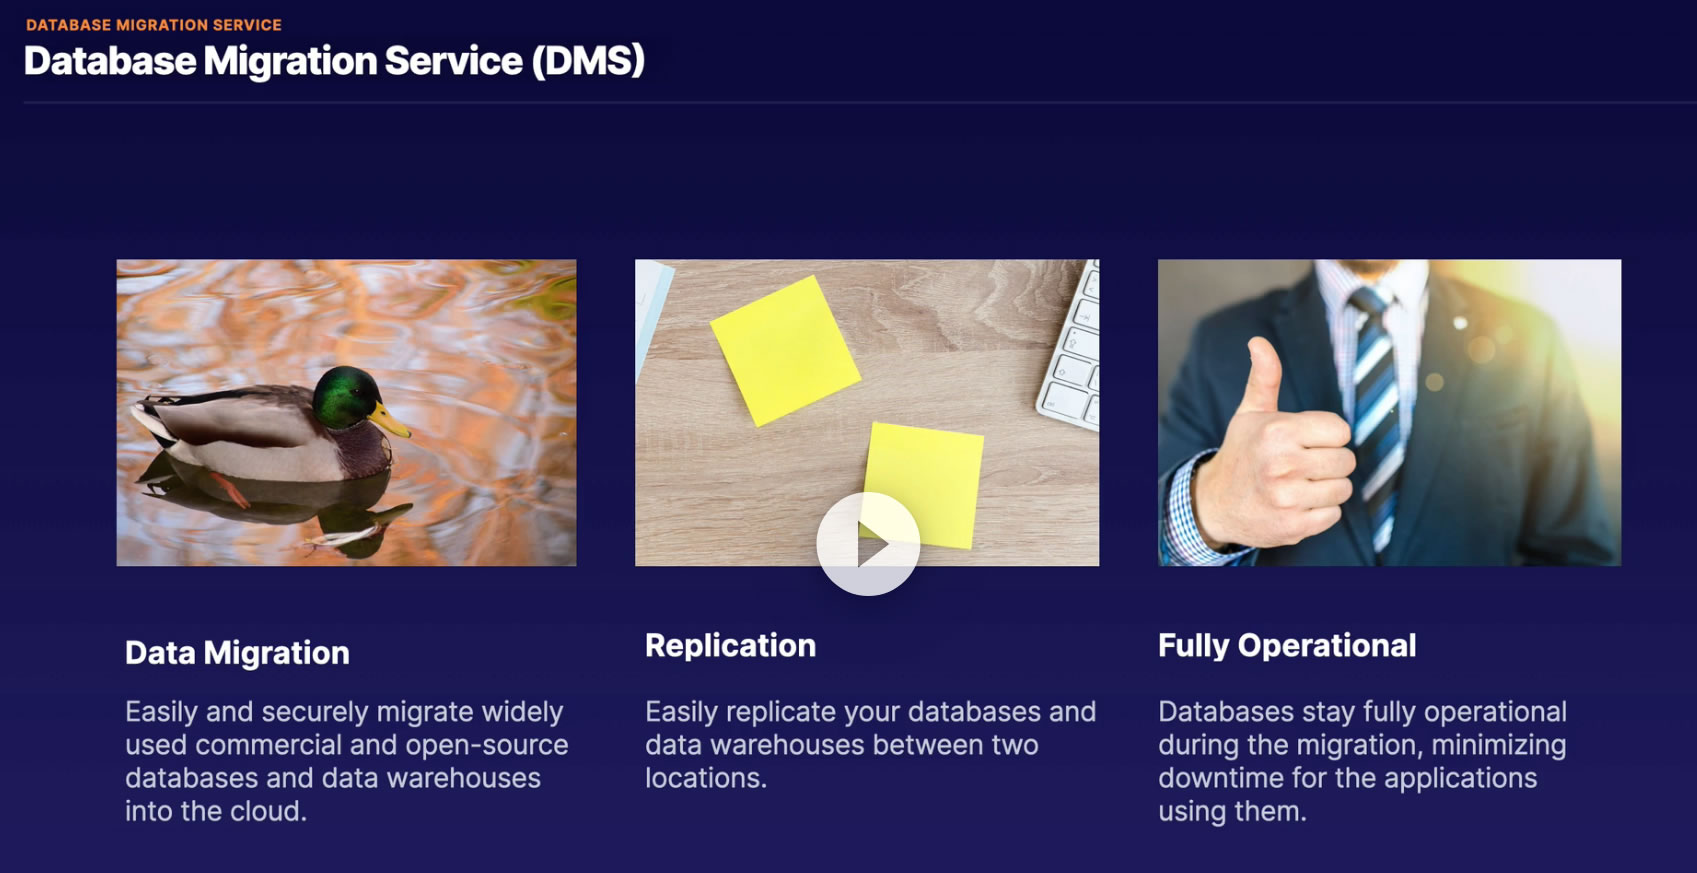 DATABASE MIGRATION SERVICE
Database Migration Service (DMS)
Data Migration
Easily and securely migrate widely
used commercial and open-source
databases and data warehouses
into the cloud.
Replication
Easily replicate your databases and
data warehouses between two
locations.
Fully Operational
Databases stay fully operational
during the migration, minimizing
downtime for the applications
using them.